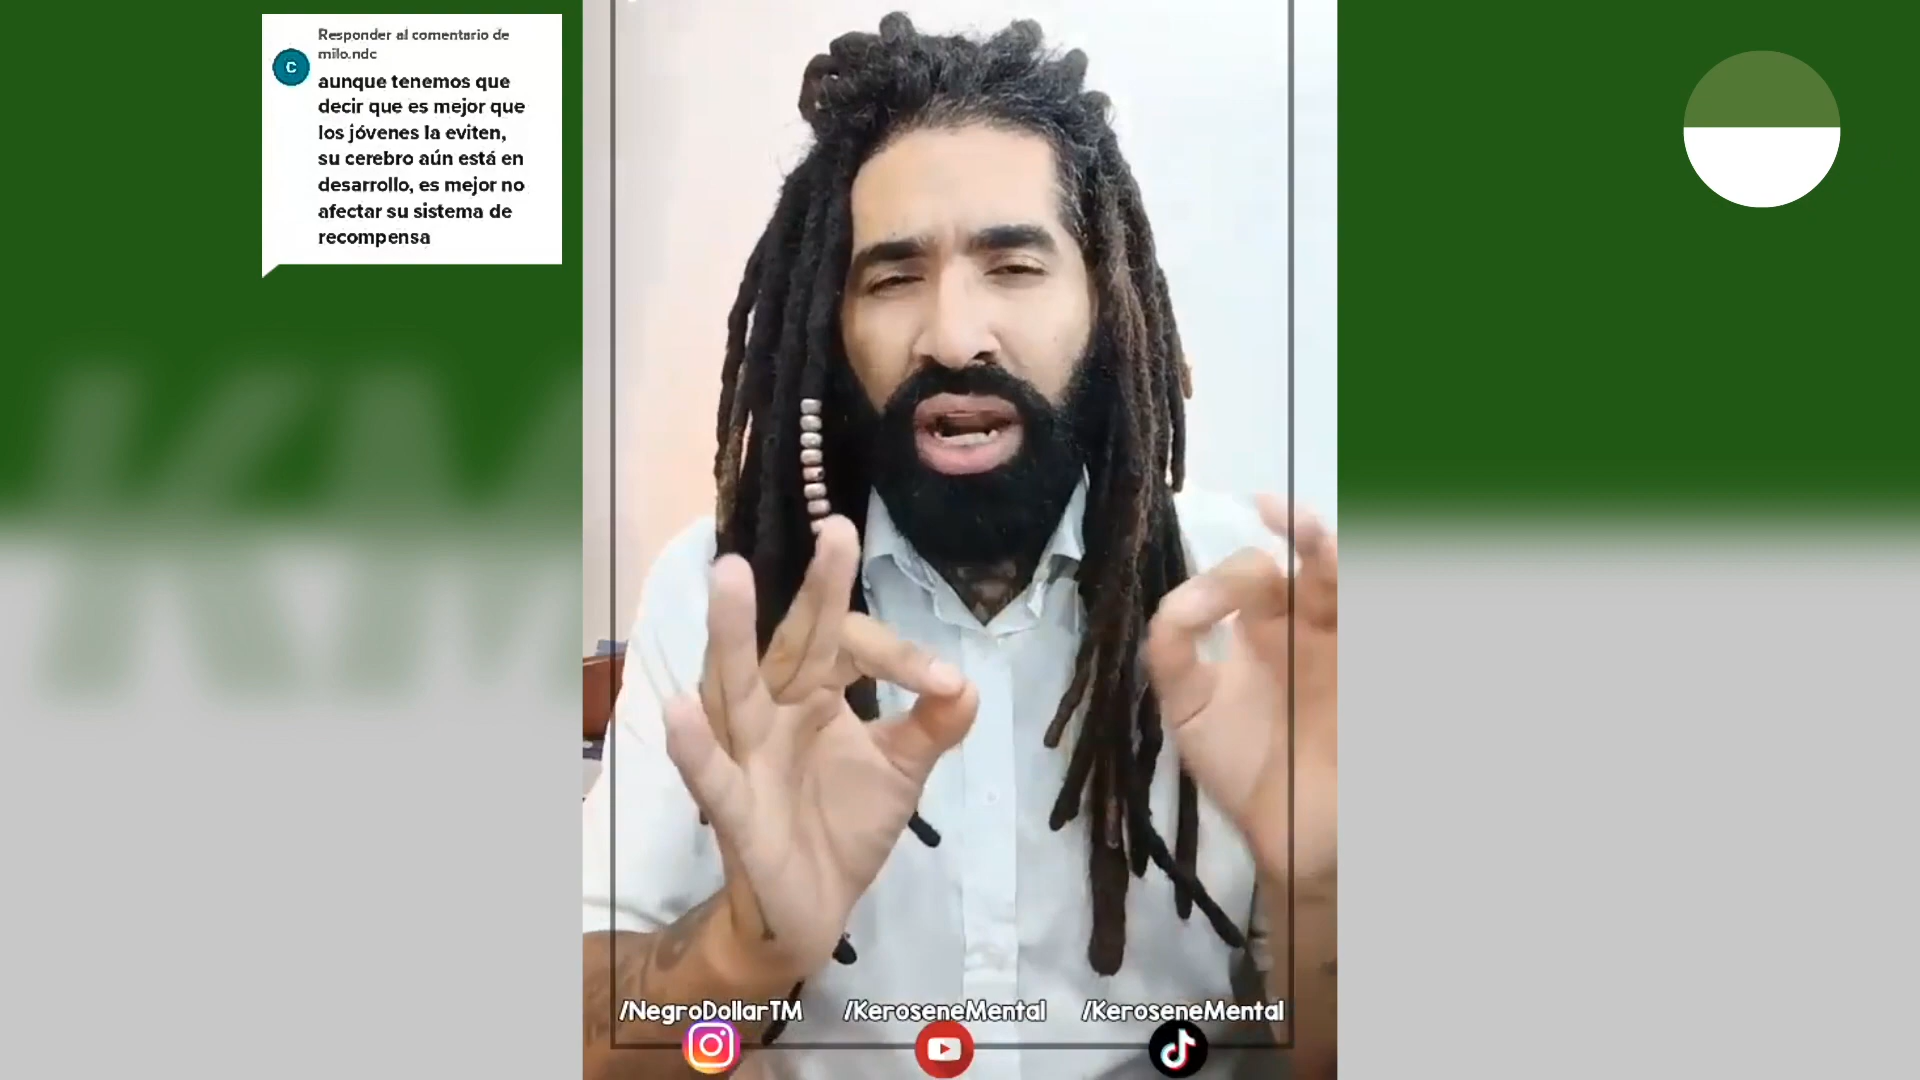 Responder al comentario de
milo.ndc
C
aunque tenemos que
decir que es mejor que
los jóvenes la eviten,
su cerebro aún está en
desarrollo, es mejor no
afectar su sistema de
recompensa
KM
/NegroDollarTM
/KeroseneMental
/KeroseneMental